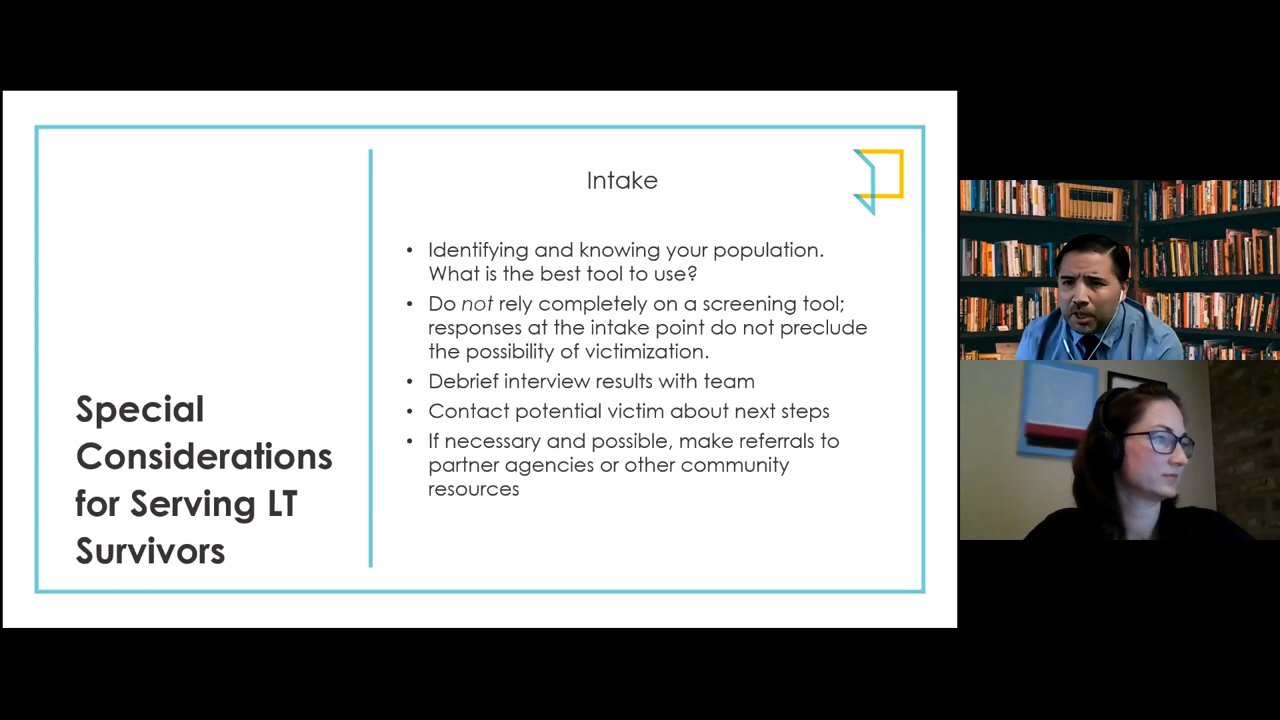 Special
Considerations
for Serving LT
Survivors
Intake
• Identifying and knowing your population.
What is the best tool to use?
• Do not rely completely on a screening tool;
responses at the intake point do not preclude
the possibility of victimization.
• Debrief interview results with team
• Contact potential victim about next steps
• If necessary and possible, make referrals to
partner agencies or other community
resources